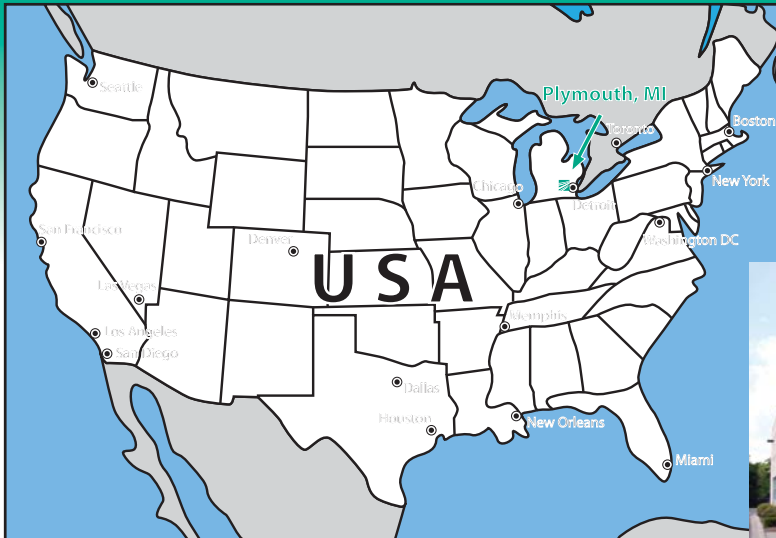 Seattle
Plymouth, MI
Toronto
Boston
Chicago
Detroit
New York
San Francisco
Denver
Washington DC
USA
Las Vegas
Los Angeles
San Diego
Memphis
Dallas
Houston
New Orleans
Miami